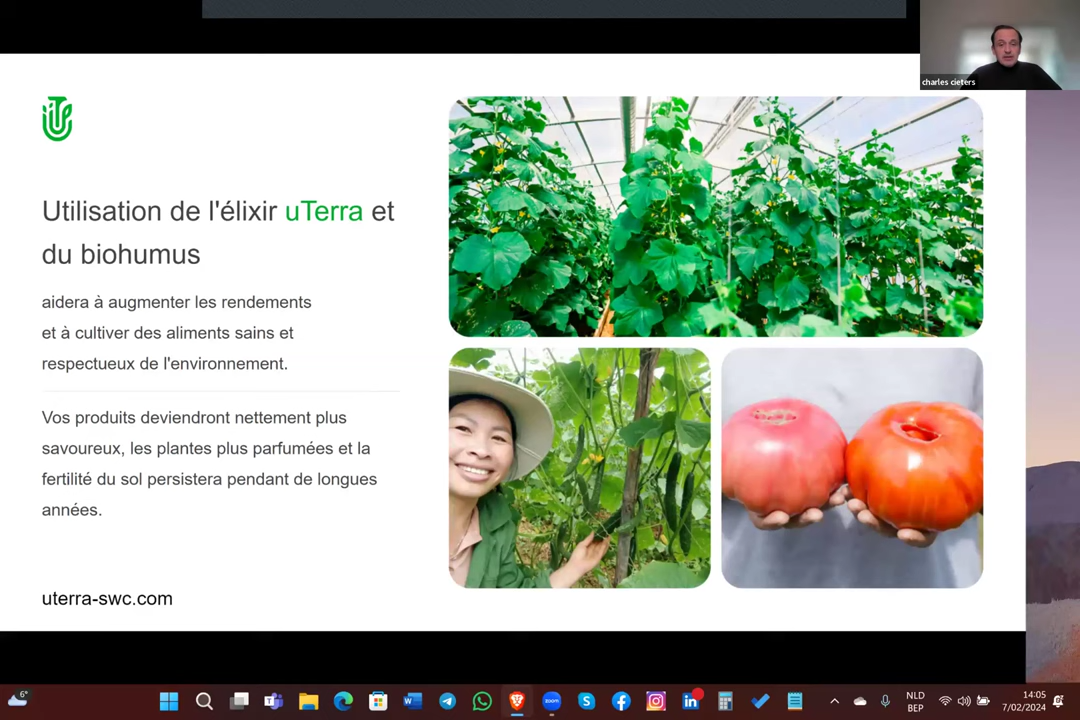 charles cieters
Utilisation de l'élixir uTerra et
du biohumus
aidera à augmenter les rendements
et à cultiver des aliments sains et
respectueux de l'environnement.
Vos produits deviendront nettement plus
savoureux, les plantes plus parfumées et la
fertilité du sol persistera pendant de longues
années.
uterra-swc.com
6°
zoom
NLD
BEP
14:05
7/02/2024